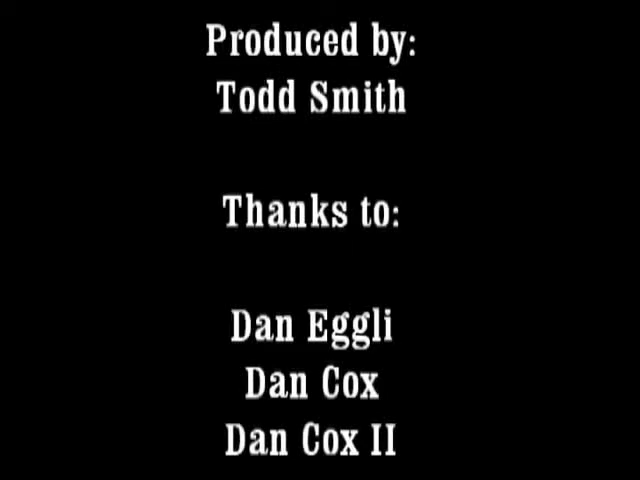 Produced by:
Todd Smith
Thanks to:
Dan Eggli
Dan Cox
Dan Cox II